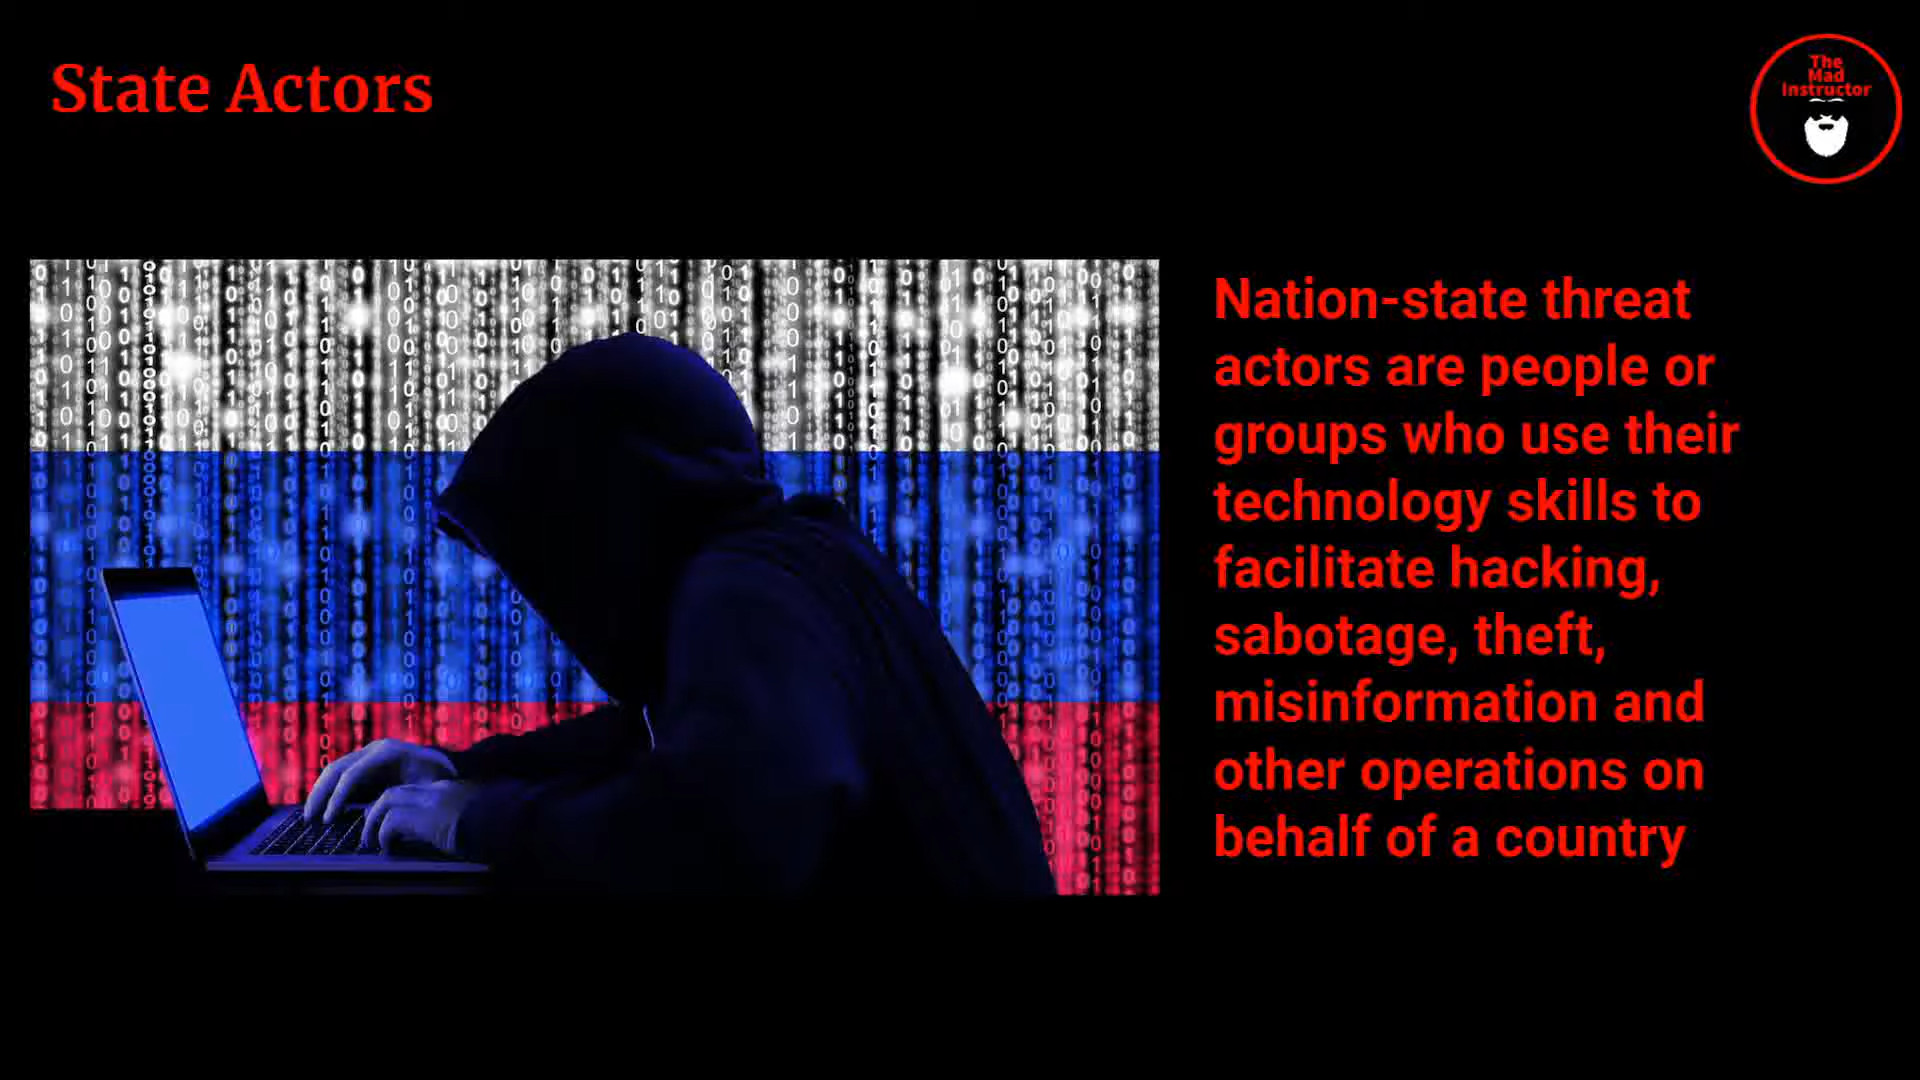 State Actors
The
Mad
Instructor
Nation-state threat
actors are people or
groups who use their
technology skills to
facilitate hacking,
sabotage, theft,
misinformation and
other operations on
behalf of a country